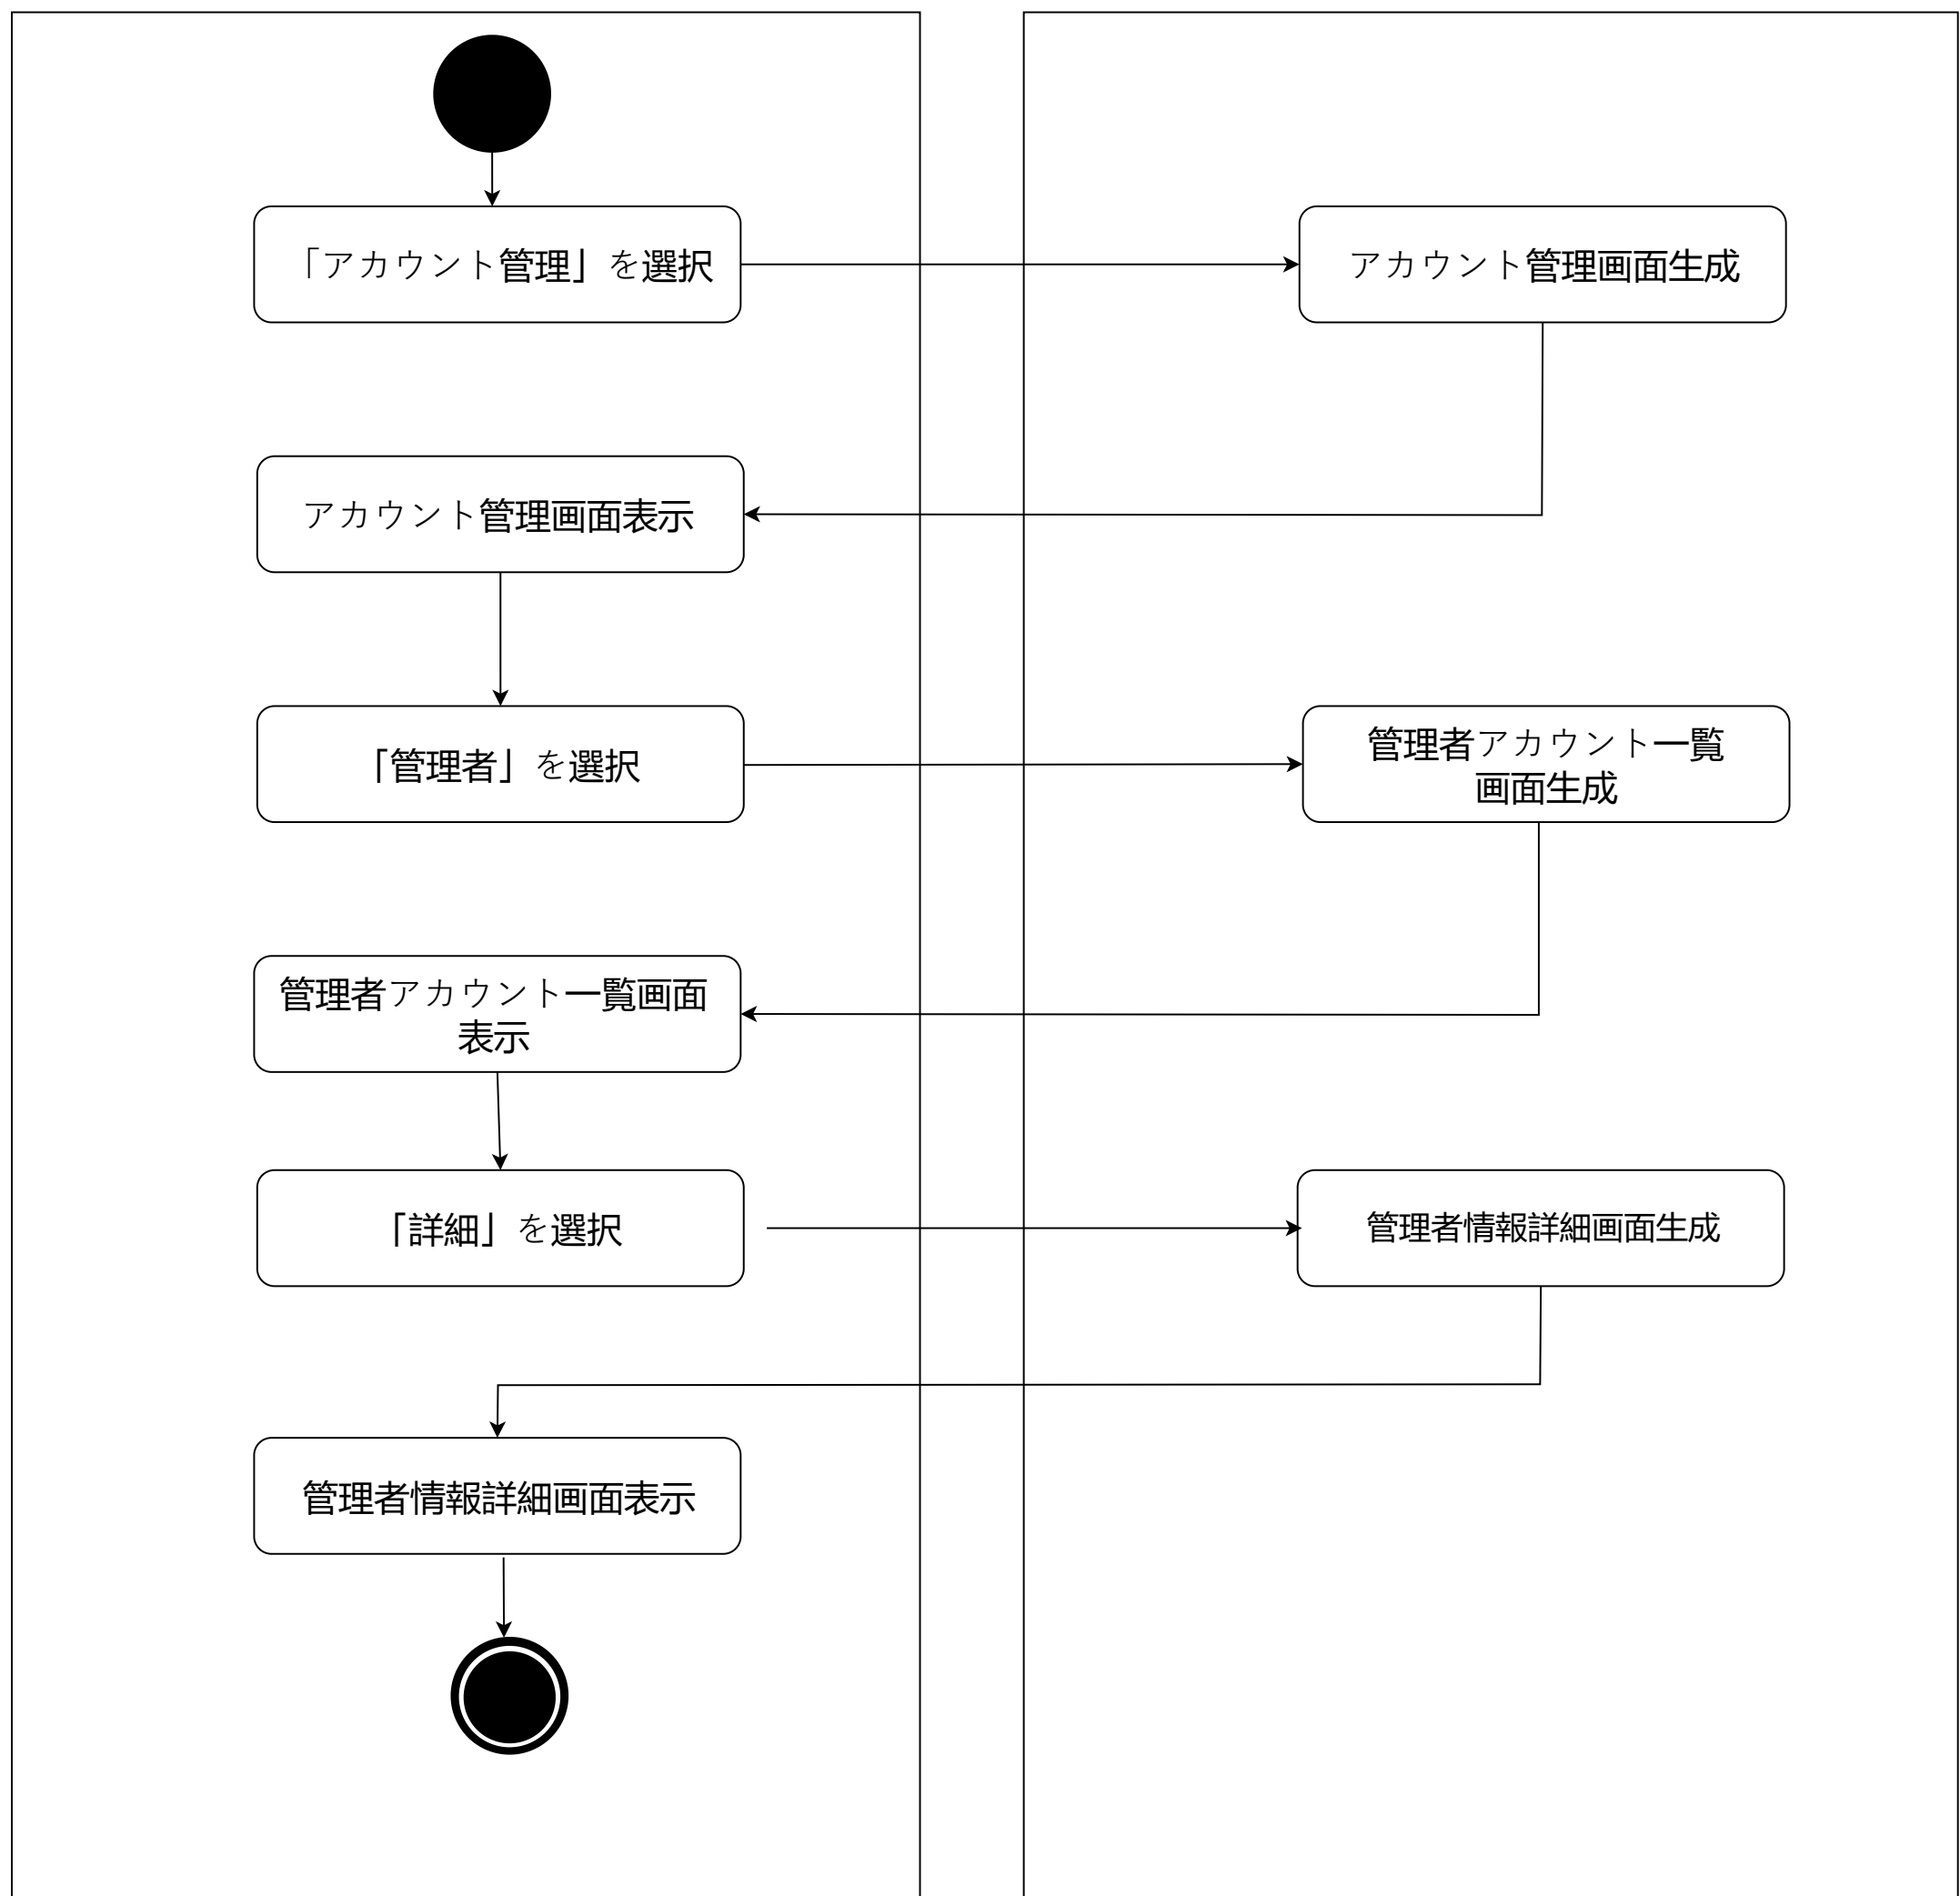 「アカウント管理」を選択
アカウント管理画面生成
アカウント管理画面表示
「管理者」を選択
管理者アカウント一覧
画面生成
管理者アカウント一覧画面
表示
「詳細」を選択
管理者情報詳細画面生成
管理者情報詳細画面表示